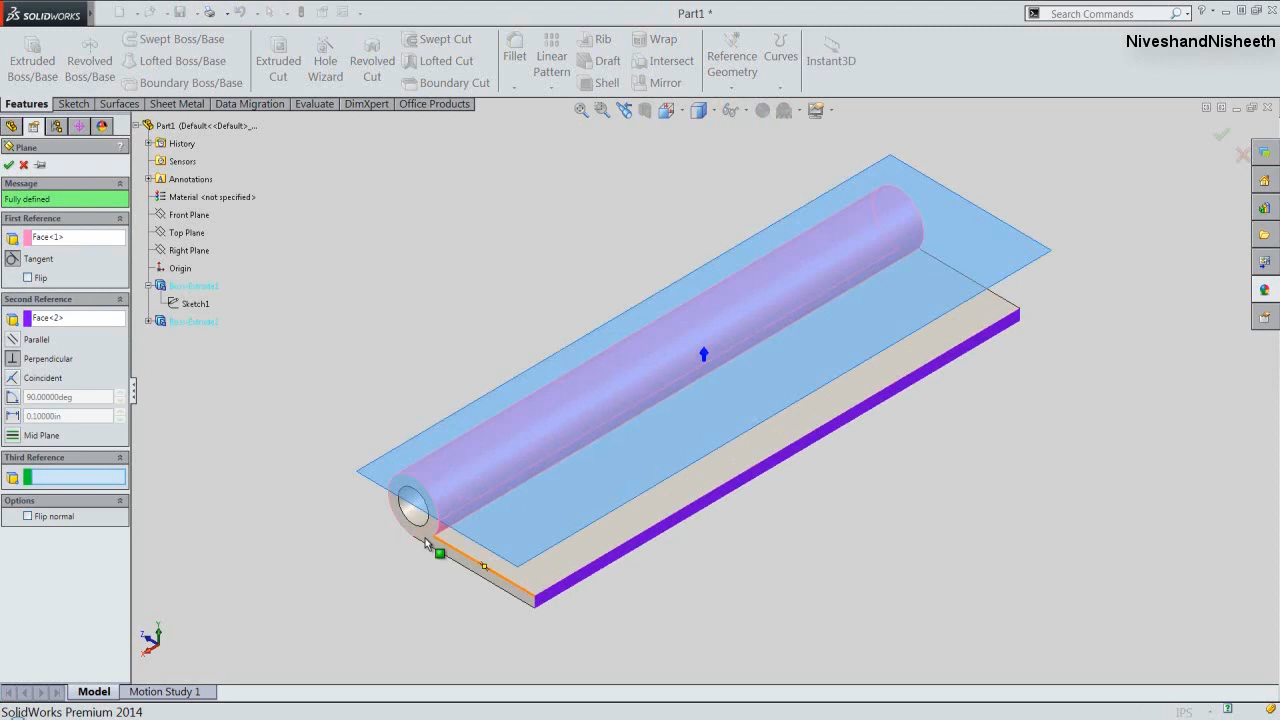 SOLIDWORKS
Part1 *
Search Commands
NiveshandNisheeth
Extruded Boss/Base
Revolved Boss/Base
Swept Boss/Base
Lofted Boss/Base
Boundary Boss/Base
Extruded Cut
Hole Wizard
Revolved Cut
Swept Cut
Lofted Cut
Boundary Cut
Fillet
Linear Pattern
Rib
Draft
Shell
Wrap
Intersect
Mirror
Reference Geometry
Curves
Instant3D
Features
Sketch
Surfaces
Sheet Metal
Data Migration
Evaluate
DimXpert
Office Products
Plane
?
Message
Fully defined
First Reference
Face<1>
Tangent
Flip
Second Reference
Face<2>
Parallel
Perpendicular
Coincident
90.00000deg
0.10000in
Mid Plane
Third Reference
Options
Flip normal
Part1 (Default<<Default>_...
History
Sensors
Annotations
Material <not specified>
Front Plane
Top Plane
Right Plane
Origin
Boss-Extrude1
Sketch1
Y
Z
X
Model
Motion Study 1
SolidWorks Premium 2014
IPS